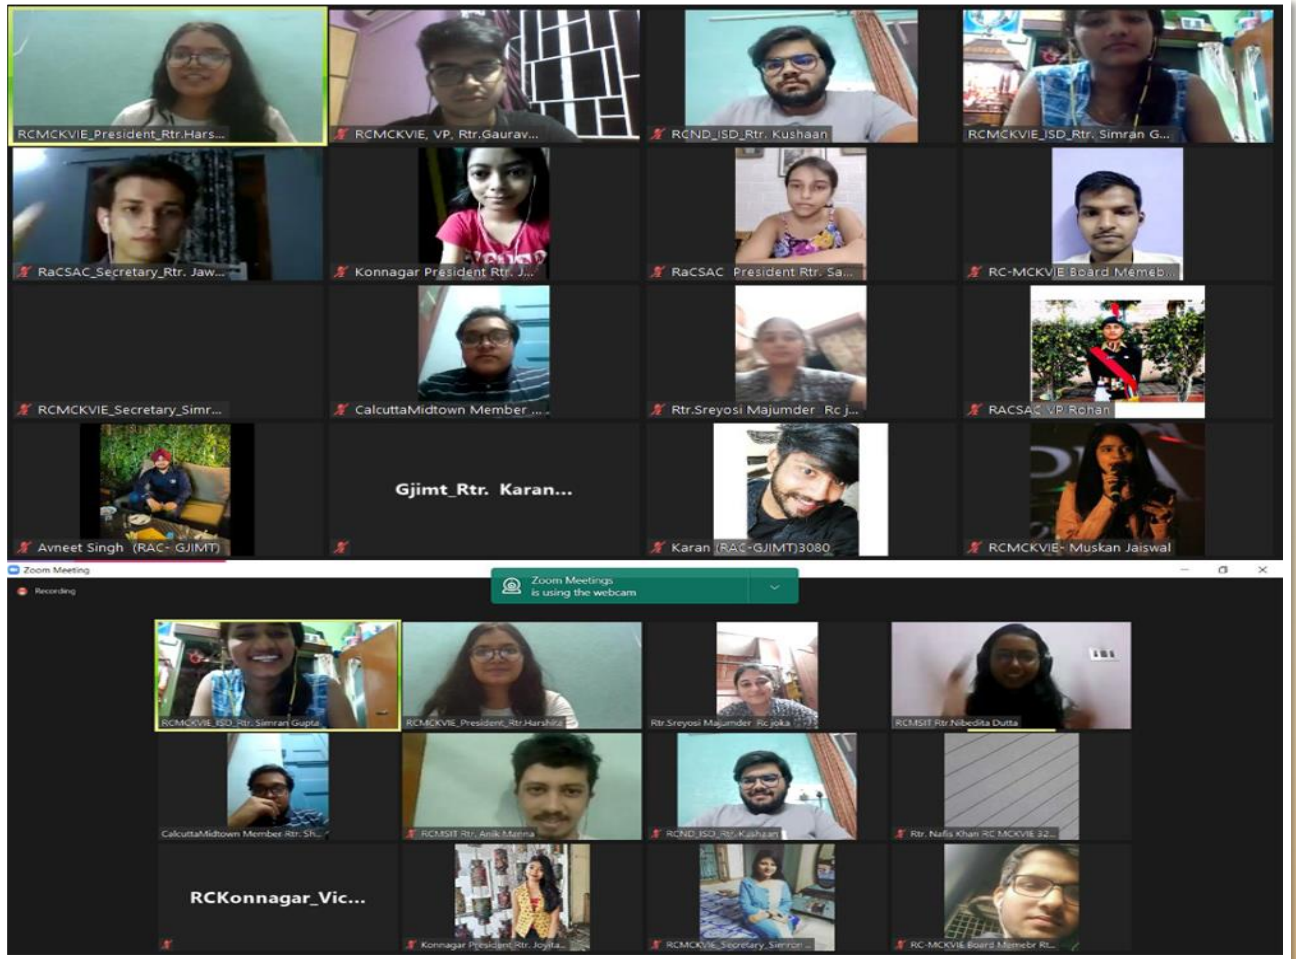 RCMCKVIE_President_Rtr.Hars...
RCMCKVIE, VP, Rtr.Gaurav...
RCND_ISD_Rtr. Kushaan
RCMCKVIE_ISD_Rtr. Simran G...
RaCSAC_Secretary_Rtr. Jaw...
Konnagar President Rtr. J...
RaCSAC President Rtr. Sa...
RC-MCKVIE Board Memeb...
RCMCKVIE_Secretary_Simr...
CalcuttaMidtown Member ...
Rtr.Sreyosi Majumder Rc j...
RACSAC VP Rohan
Avneet Singh (RAC- GJIMT)
Gjimt_Rtr. Karan...
Karan (RAC-GJIMT)3080
RCMCKVIE- Muskan Jaiswal
Zoom Meeting
Recording
Zoom Meetings
is using the webcam
RCMCKVIE_ISD_Rtr. Simran Gupta
RCMCKVIE_President_Rtr.Harshita
Rtr.Sreyosi Majumder Rc joka
RCMSIT Rtr.Nibedita Dutta
CalcuttaMidtown Member Rtr. Sh...
RCMSIT Rtr. Anik Manna
RCND_ISD_Rtr. Kushaan
Rtr. Nafis Khan RC MCKVIE 32...
RCKonnagar_Vic...
Konnagar President Rtr. Joyita...
RCMCKVIE_Secretary_Simran ...
RC-MCKVIE Board Memebr Rt...